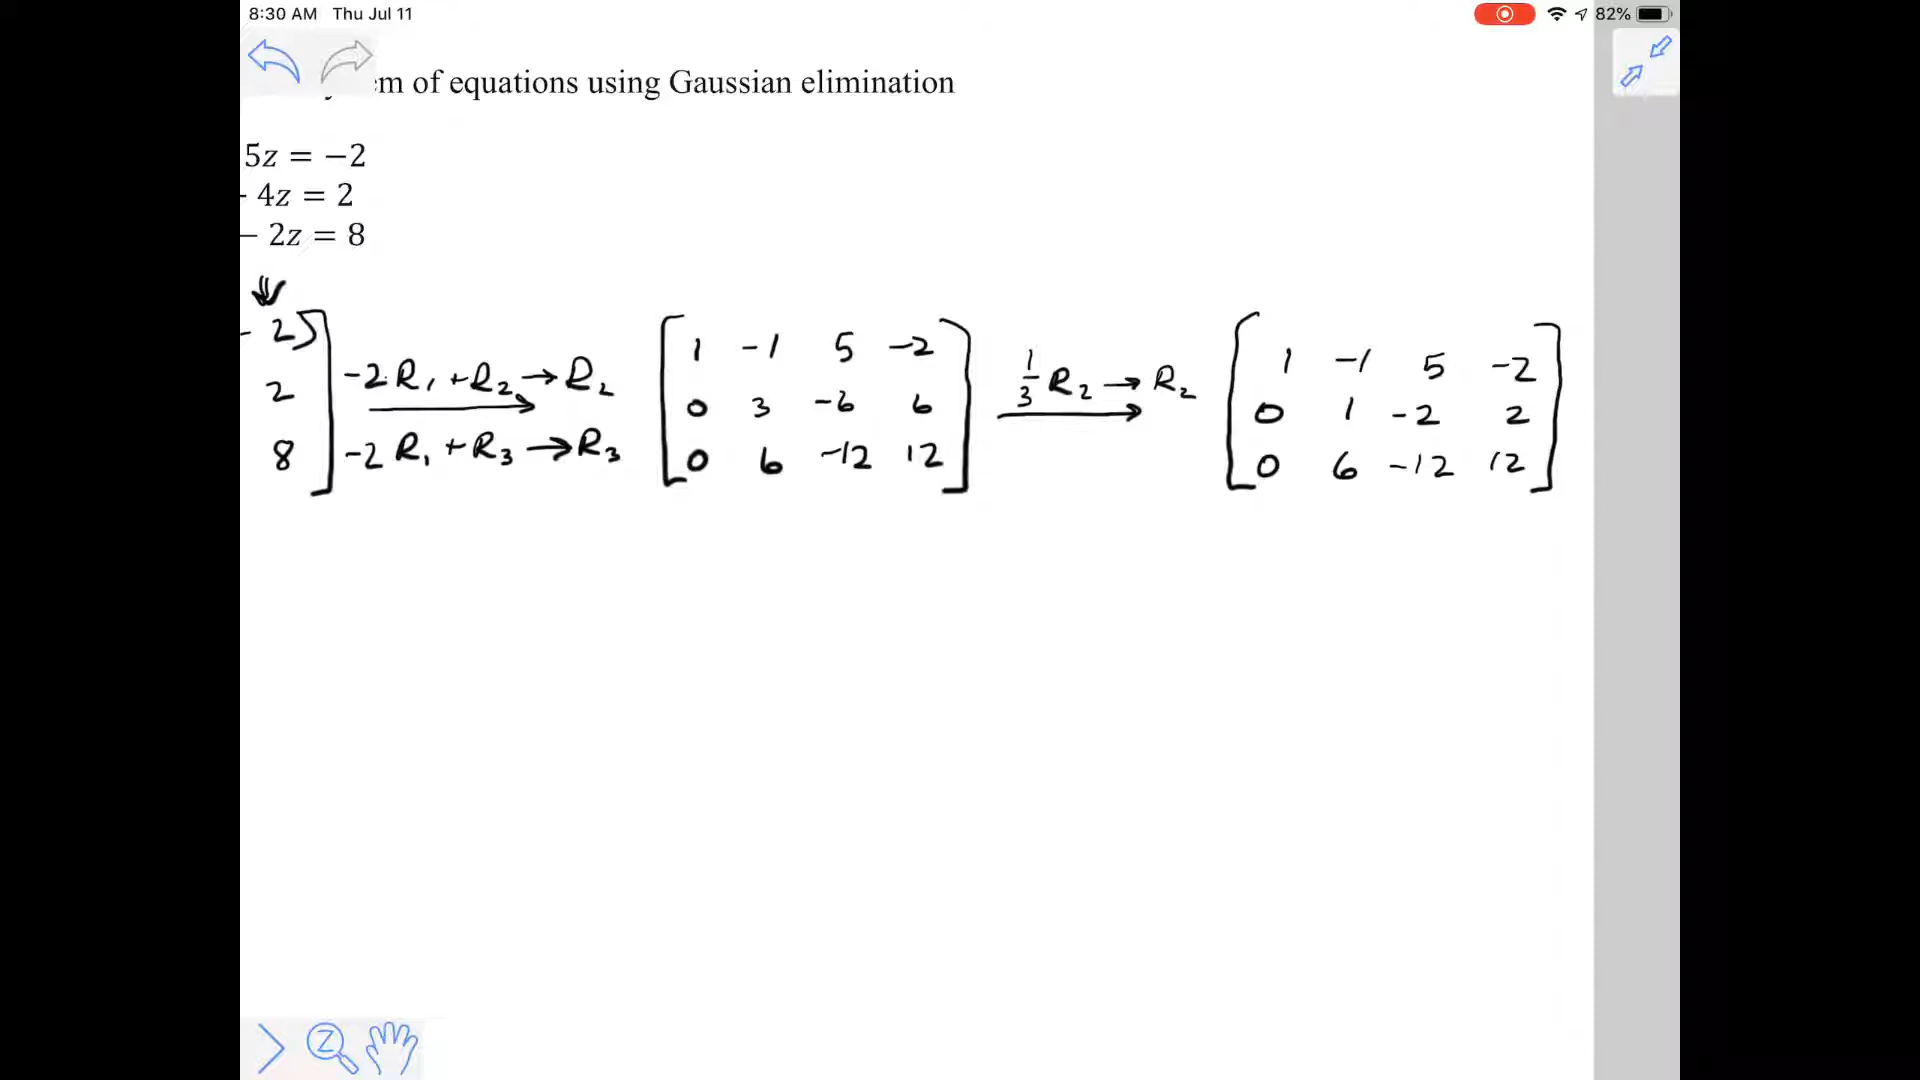 8:30 AM Thu Jul 11 82%
em of equations using Gaussian elimination
5z = −2
- 4z = 2
− 2z = 8
-2
2
8
-2R₁ + R₂ → R₂
-2R₁ + R₃ → R₃
1 -1 5 -2
0 3 -6 6
0 6 -12 12
1/3 R₂ → R₂
1 -1 5 -2
0 1 -2 2
0 6 -12 12
Z